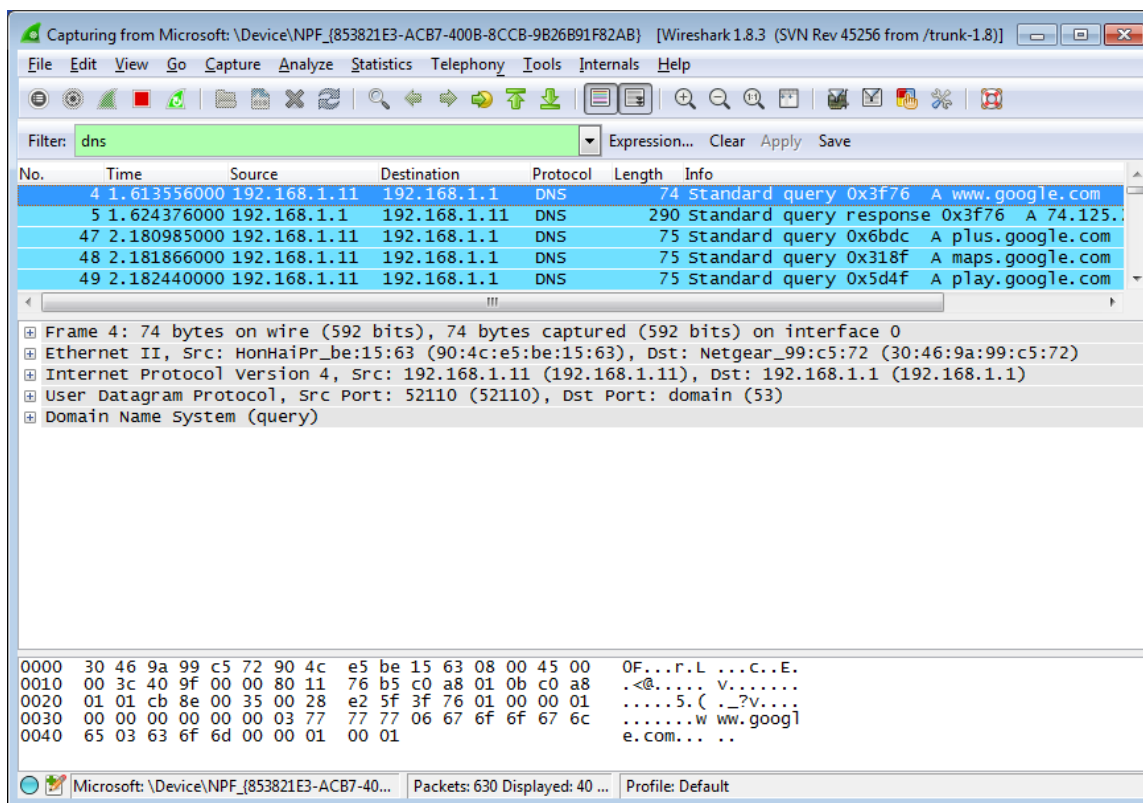 Capturing from Microsoft: \Device\NPF_{853821E3-ACB7-400B-8CCB-9B26B91F82AB} [Wireshark 1.8.3 (SVN Rev 45256 from /trunk-1.8)]
File Edit View Go Capture Analyze Statistics Telephony Tools Internals Help
Filter: dns Expression... Clear Apply Save
No. Time Source Destination Protocol Length Info
4 1.613556000 192.168.1.11 192.168.1.1 DNS 74 Standard query 0x3f76 A www.google.com
5 1.624376000 192.168.1.1 192.168.1.11 DNS 290 Standard query response 0x3f76 A 74.125.
47 2.180985000 192.168.1.11 192.168.1.1 DNS 75 Standard query 0x6bdc A plus.google.com
48 2.181866000 192.168.1.11 192.168.1.1 DNS 75 Standard query 0x318f A maps.google.com
49 2.182440000 192.168.1.11 192.168.1.1 DNS 75 Standard query 0x5d4f A play.google.com
Frame 4: 74 bytes on wire (592 bits), 74 bytes captured (592 bits) on interface 0
Ethernet II, Src: HonHaiPr_be:15:63 (90:4c:e5:be:15:63), Dst: Netgear_99:c5:72 (30:46:9a:99:c5:72)
Internet Protocol Version 4, Src: 192.168.1.11 (192.168.1.11), Dst: 192.168.1.1 (192.168.1.1)
User Datagram Protocol, Src Port: 52110 (52110), Dst Port: domain (53)
Domain Name System (query)
0000 30 46 9a 99 c5 72 90 4c e5 be 15 63 08 00 45 00 0F...r.L ...c..E.
0010 00 3c 40 9f 00 00 80 11 76 b5 c0 a8 01 0b c0 a8 .<@..... v.......
0020 01 01 cb 8e 00 35 00 28 e2 5f 3f 76 01 00 00 01 .....5.( ._?v....
0030 00 00 00 00 00 00 03 77 77 77 06 67 6f 6f 67 6c .......w ww.googl
0040 65 03 63 6f 6d 00 00 01 00 01 e.com... ..
Microsoft: \Device\NPF_{853821E3-ACB7-40... Packets: 630 Displayed: 40 ... Profile: Default